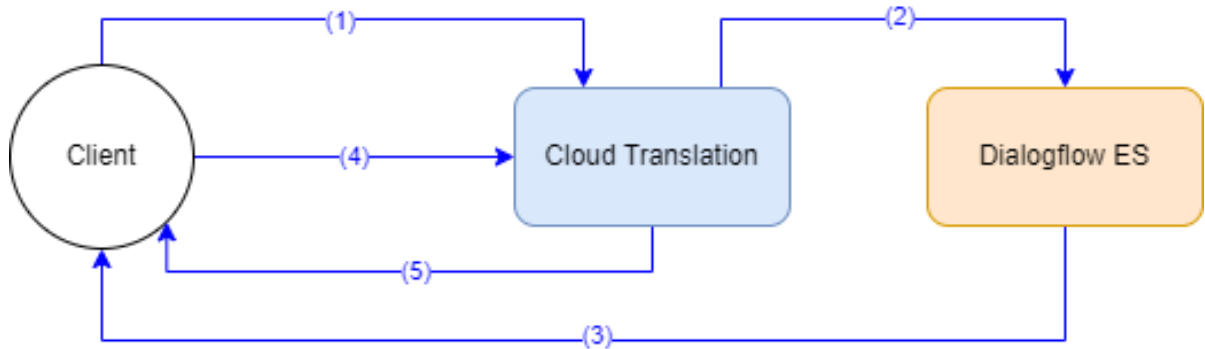 (1)
(2)
Client
(4)
Cloud Translation
Dialogflow ES
(5)
(3)